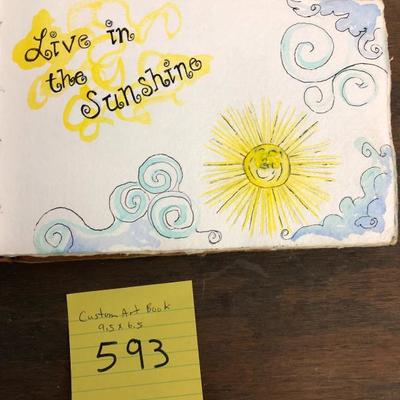 Live in
the
Sunshine
Custom Art Book
9.5 x 6.5
593